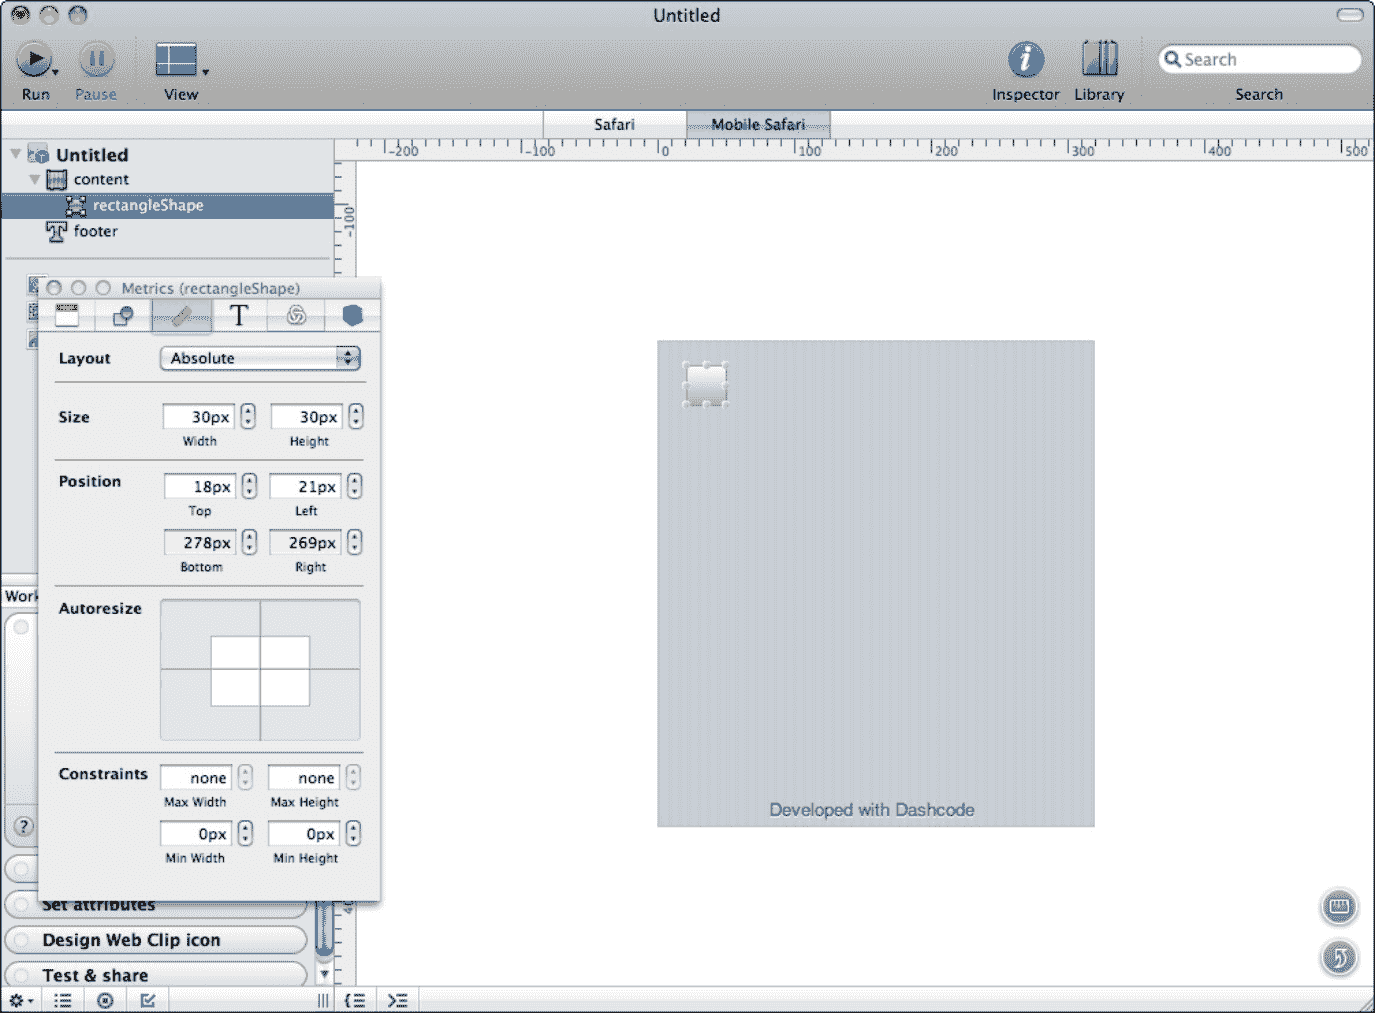 Untitled
Run
Pause
View
Inspector
Library
Search
Search
Safari
Mobile Safari
-200
-100
0
100
200
300
400
500
Untitled
content
rectangleShape
footer
-100
Metrics (rectangleShape)
T
Layout
Absolute
Size
30px
30px
Width
Height
Position
18px
21px
Top
Left
278px
269px
Bottom
Right
Autoresize
Work
Constraints
none
none
Max Width
Max Height
0px
0px
Min Width
Min Height
?
Developed with Dashcode
Set attributes
Design Web Clip icon
Test & share